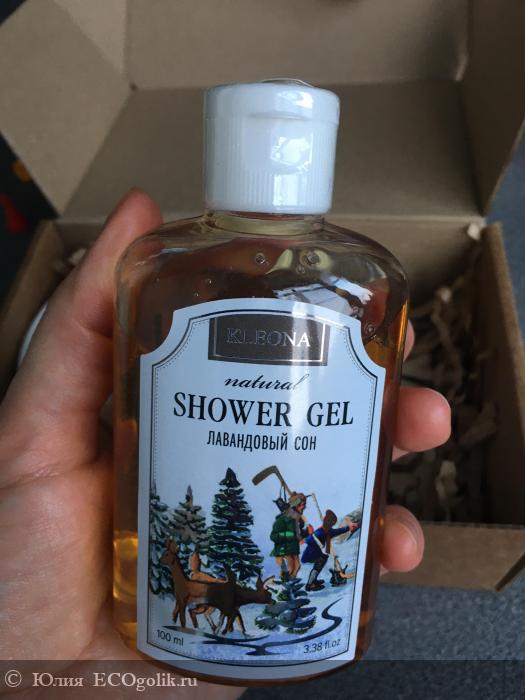 KLEONA
natural
SHOWER GEL
ЛАВАНДОВЫЙ СОН
100 ml
3.38 fl.oz
© Юлия ECOgolik.ru